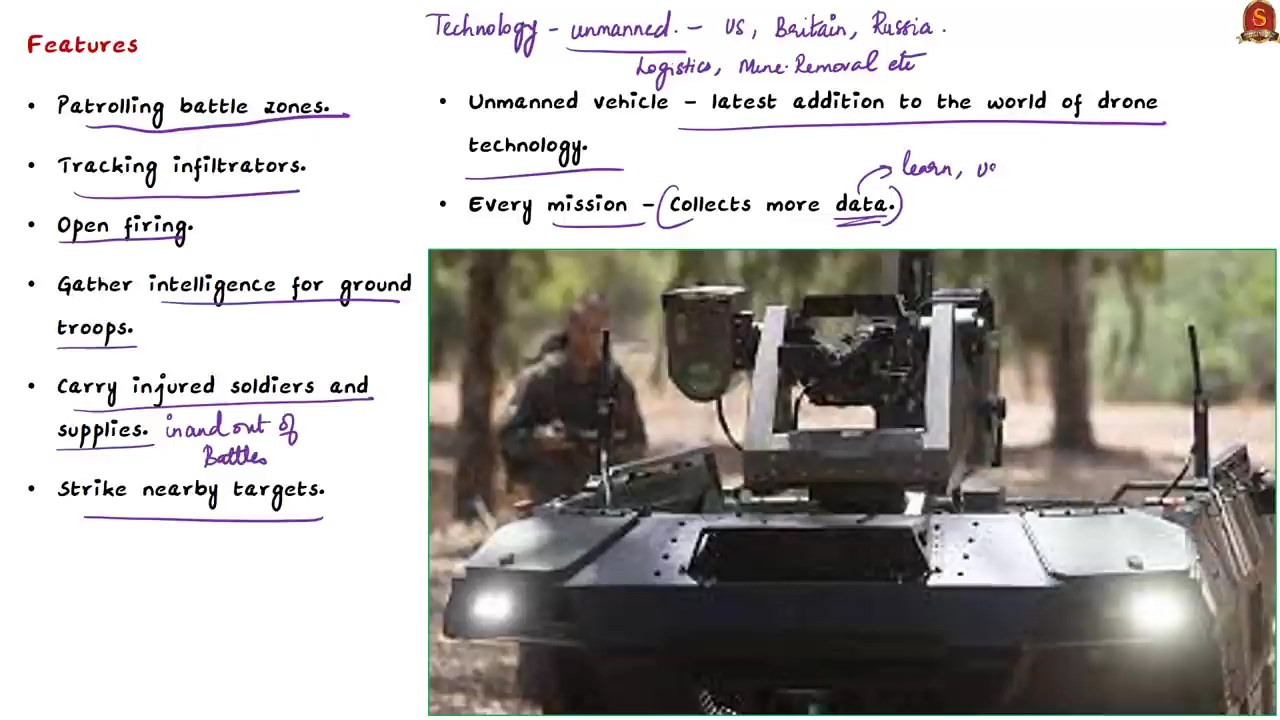 Technology - unmanned. - US, Britain, Russia.
Logistics, Mine Removal etc
Features
• Patrolling battle zones.
• Tracking infiltrators.
• Open firing.
• Gather intelligence for ground
troops.
• Carry injured soldiers and
supplies. in and out of
Battles
• Strike nearby targets.
• Unmanned vehicle – latest addition to the world of drone
technology.
learn,
• Every mission – (Collects more data.)